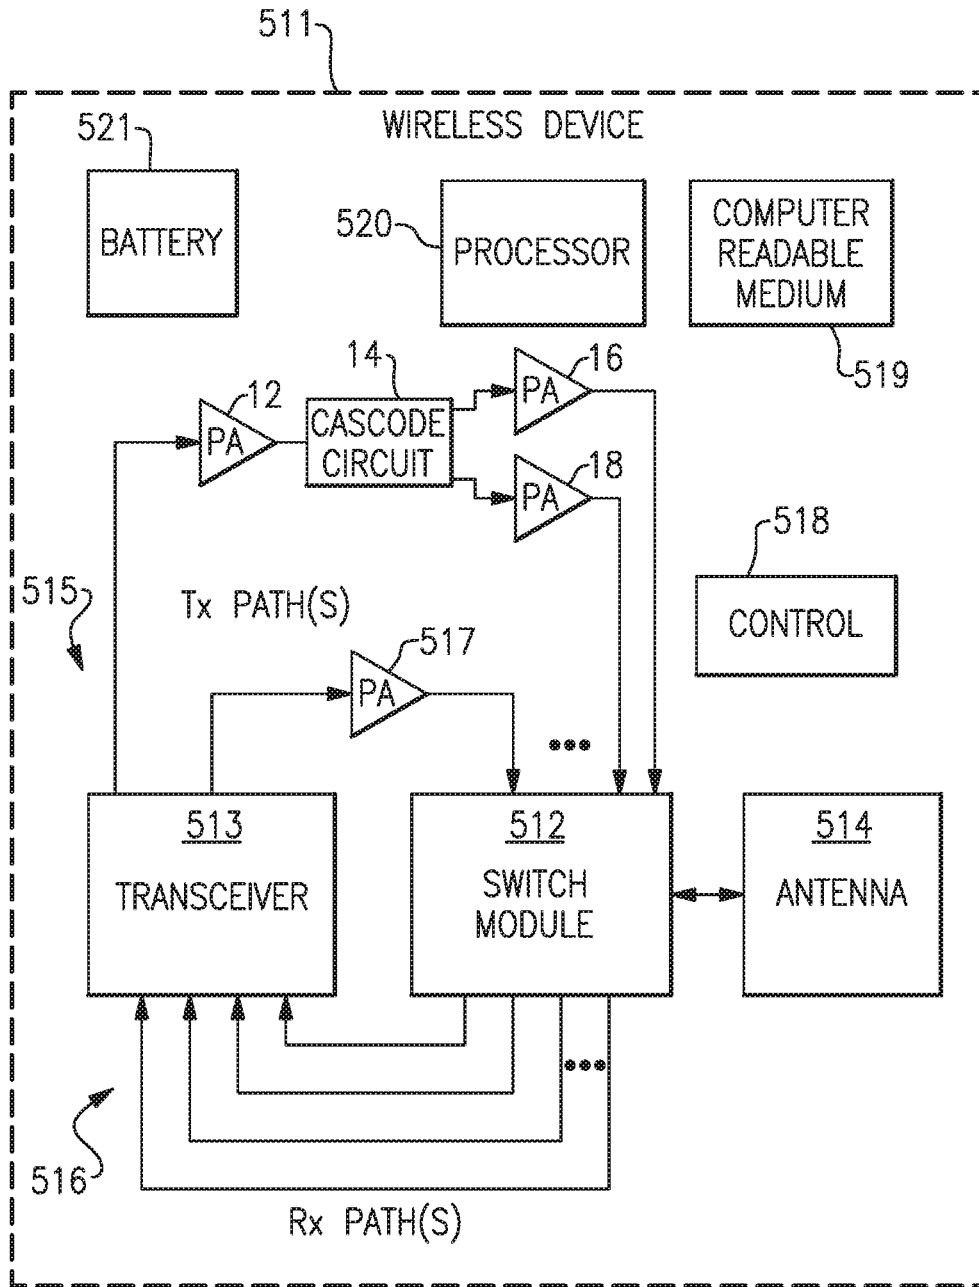 511
WIRELESS DEVICE
521
BATTERY
520
PROCESSOR
COMPUTER
READABLE
MEDIUM
519
12
PA
14
CASCODE
CIRCUIT
16
PA
18
PA
518
CONTROL
515
Tx PATH(S)
517
PA
•••
513
TRANSCEIVER
512
SWITCH
MODULE
514
ANTENNA
•••
516
Rx PATH(S)